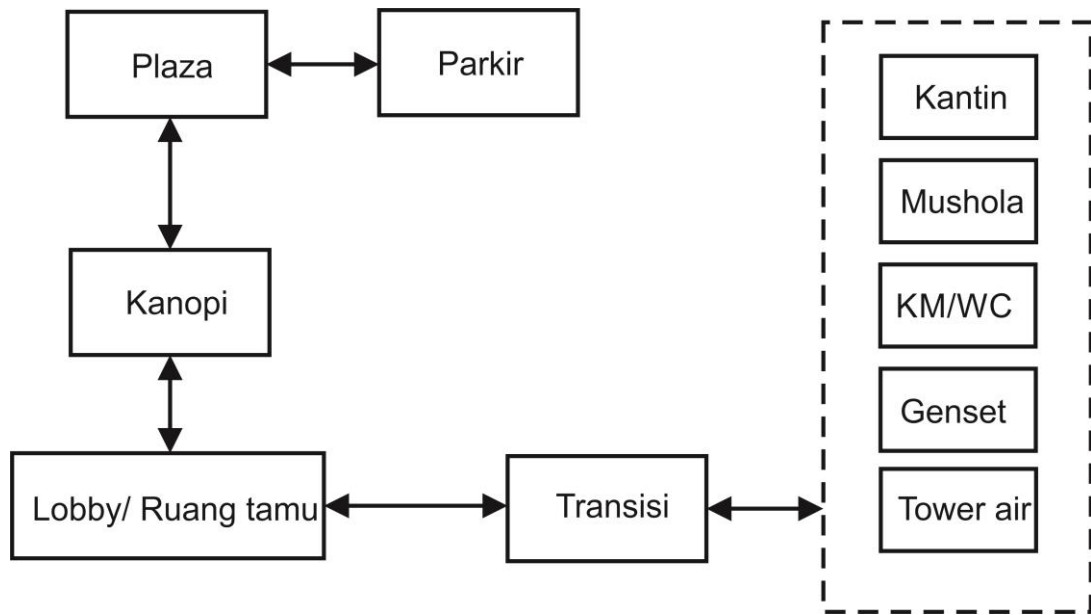 Plaza
Parkir
Kanopi
Lobby/ Ruang tamu
Transisi
Kantin
Mushola
KM/WC
Genset
Tower air